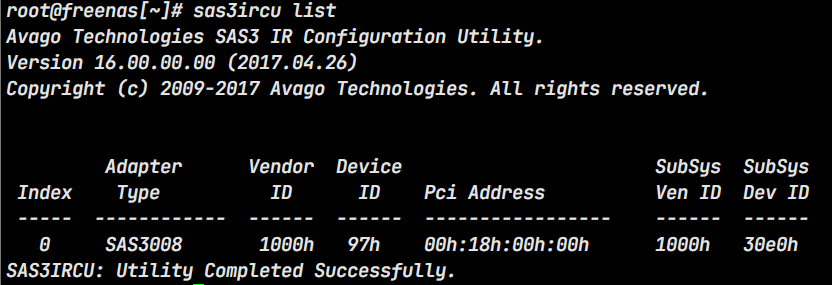 root@freenas[~]# sas3ircu list
Avago Technologies SAS3 IR Configuration Utility.
Version 16.00.00.00 (2017.04.26)
Copyright (c) 2009-2017 Avago Technologies. All rights reserved.
         Adapter      Vendor  Device                       SubSys  SubSys
 Index    Type          ID      ID    Pci Address          Ven ID  Dev ID
 -----  ------------  ------  ------  -----------------    ------  ------
   0     SAS3008       1000h   97h    00h:18h:00h:00h      1000h   30e0h
SAS3IRCU: Utility Completed Successfully.